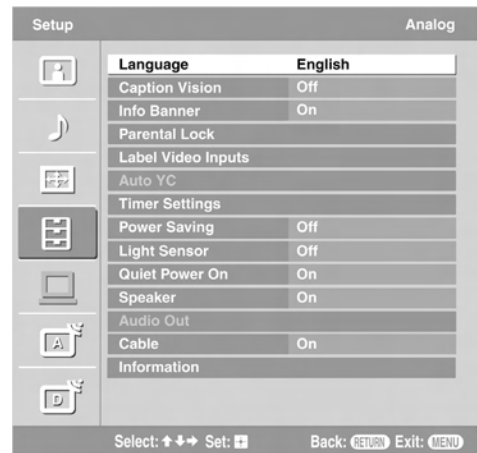 Setup Analog
Language English
Caption Vision Off
Info Banner On
Parental Lock
Label Video Inputs
Auto YC
Timer Settings
Power Saving Off
Light Sensor Off
Quiet Power On On
Speaker On
Audio Out
Cable On
Information
A
D
Select: ↑↓→ Set: + Back: RETURN Exit: MENU